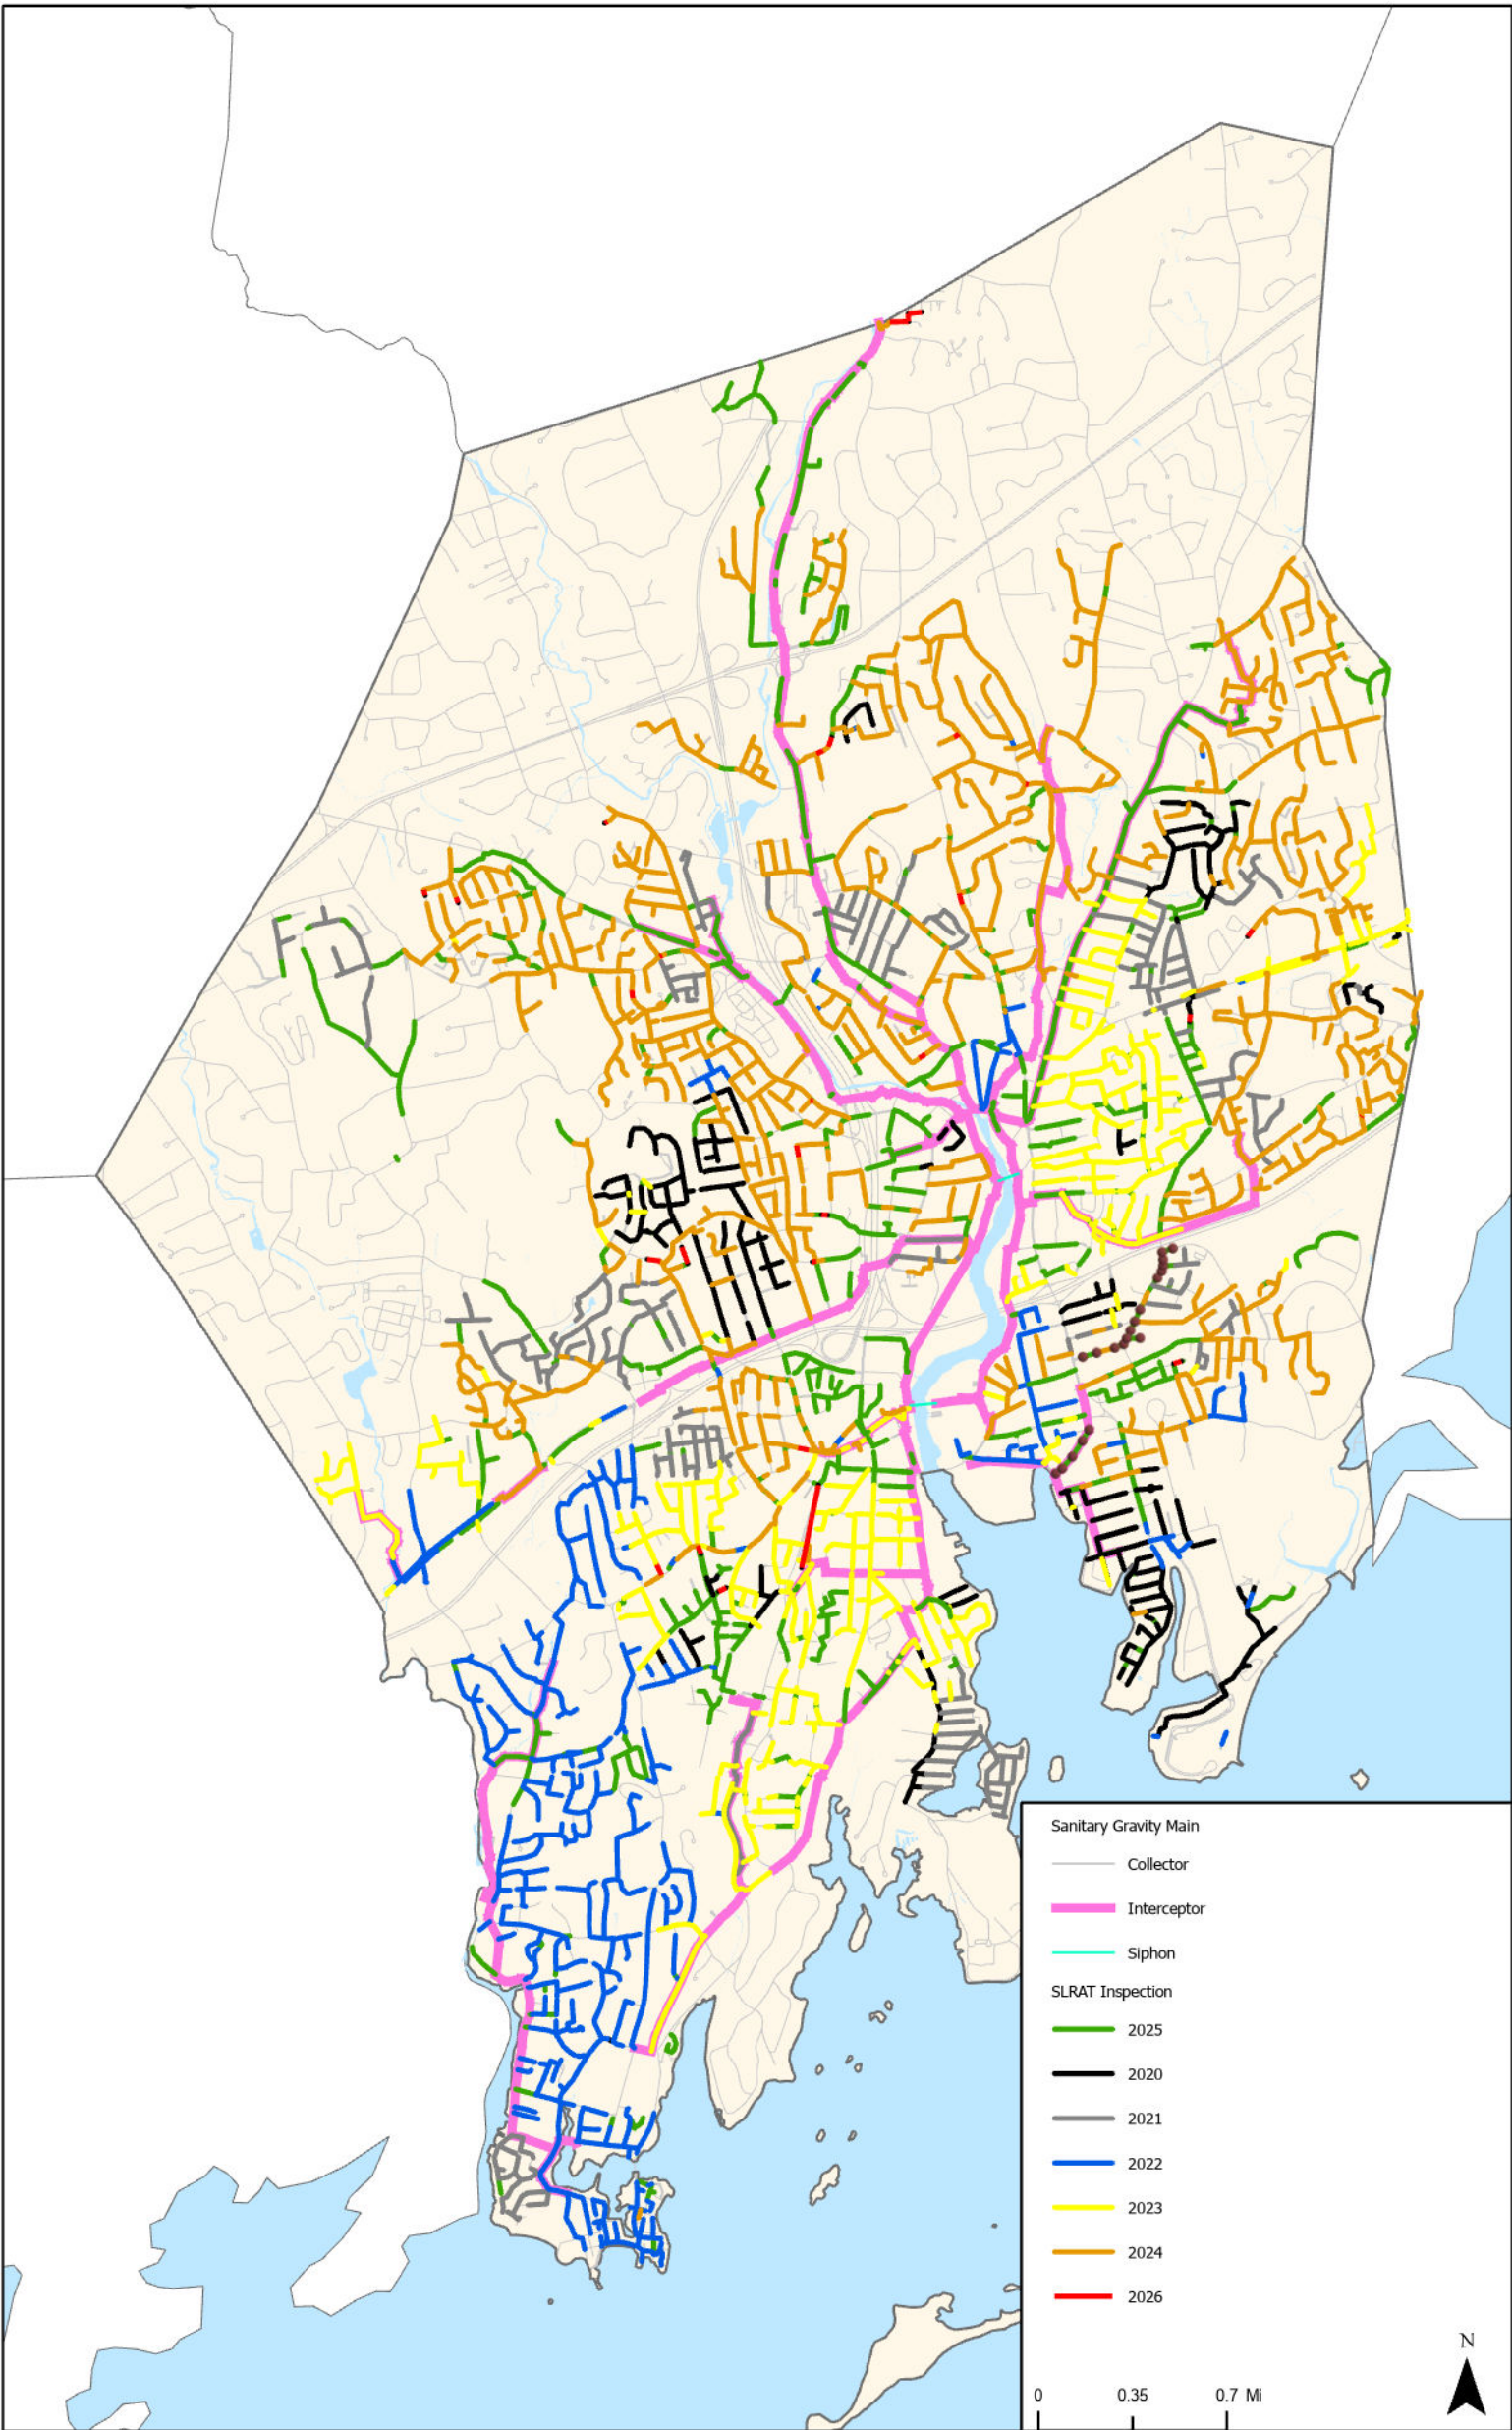 Sanitary Gravity Main
Collector
Interceptor
Siphon
SLRAT Inspection
2025
2020
2021
2022
2023
2024
2026
N
0 0.35 0.7 Mi